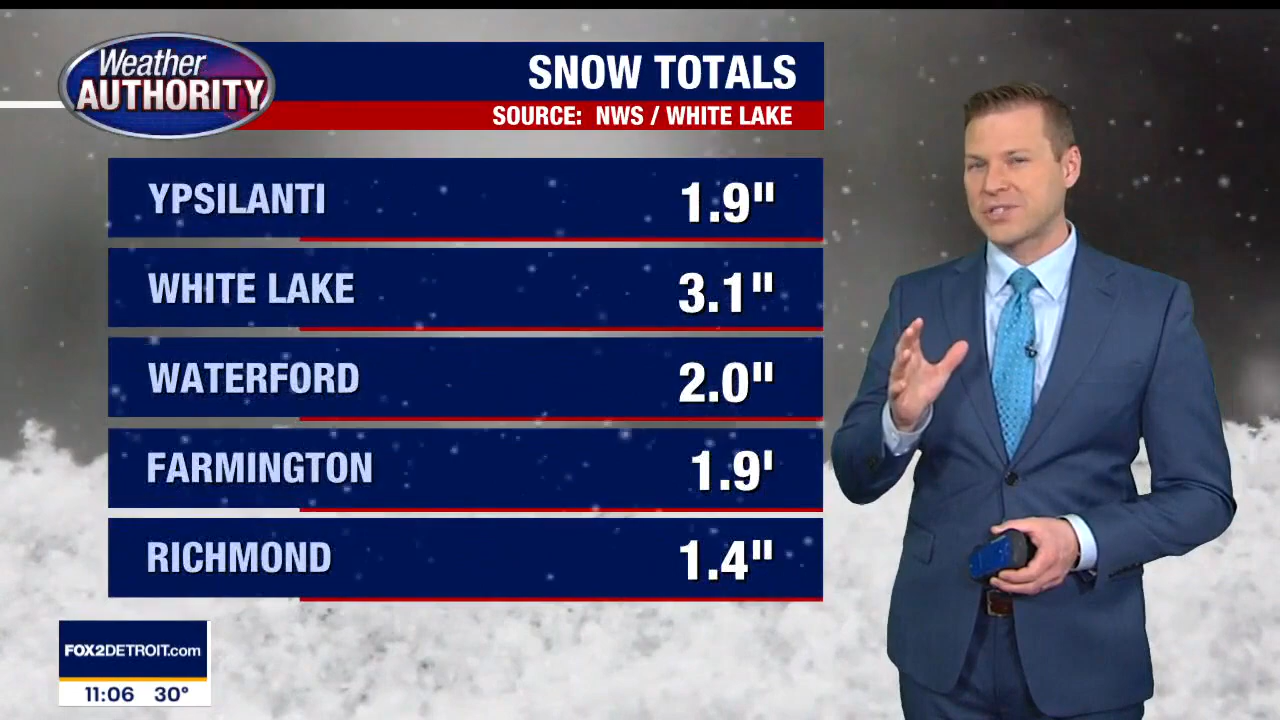 Weather
AUTHORITY
SNOW TOTALS
SOURCE: NWS / WHITE LAKE
YPSILANTI 1.9"
WHITE LAKE 3.1"
WATERFORD 2.0"
FARMINGTON 1.9'
RICHMOND 1.4"
FOX2DETROIT.com
11:06 30°